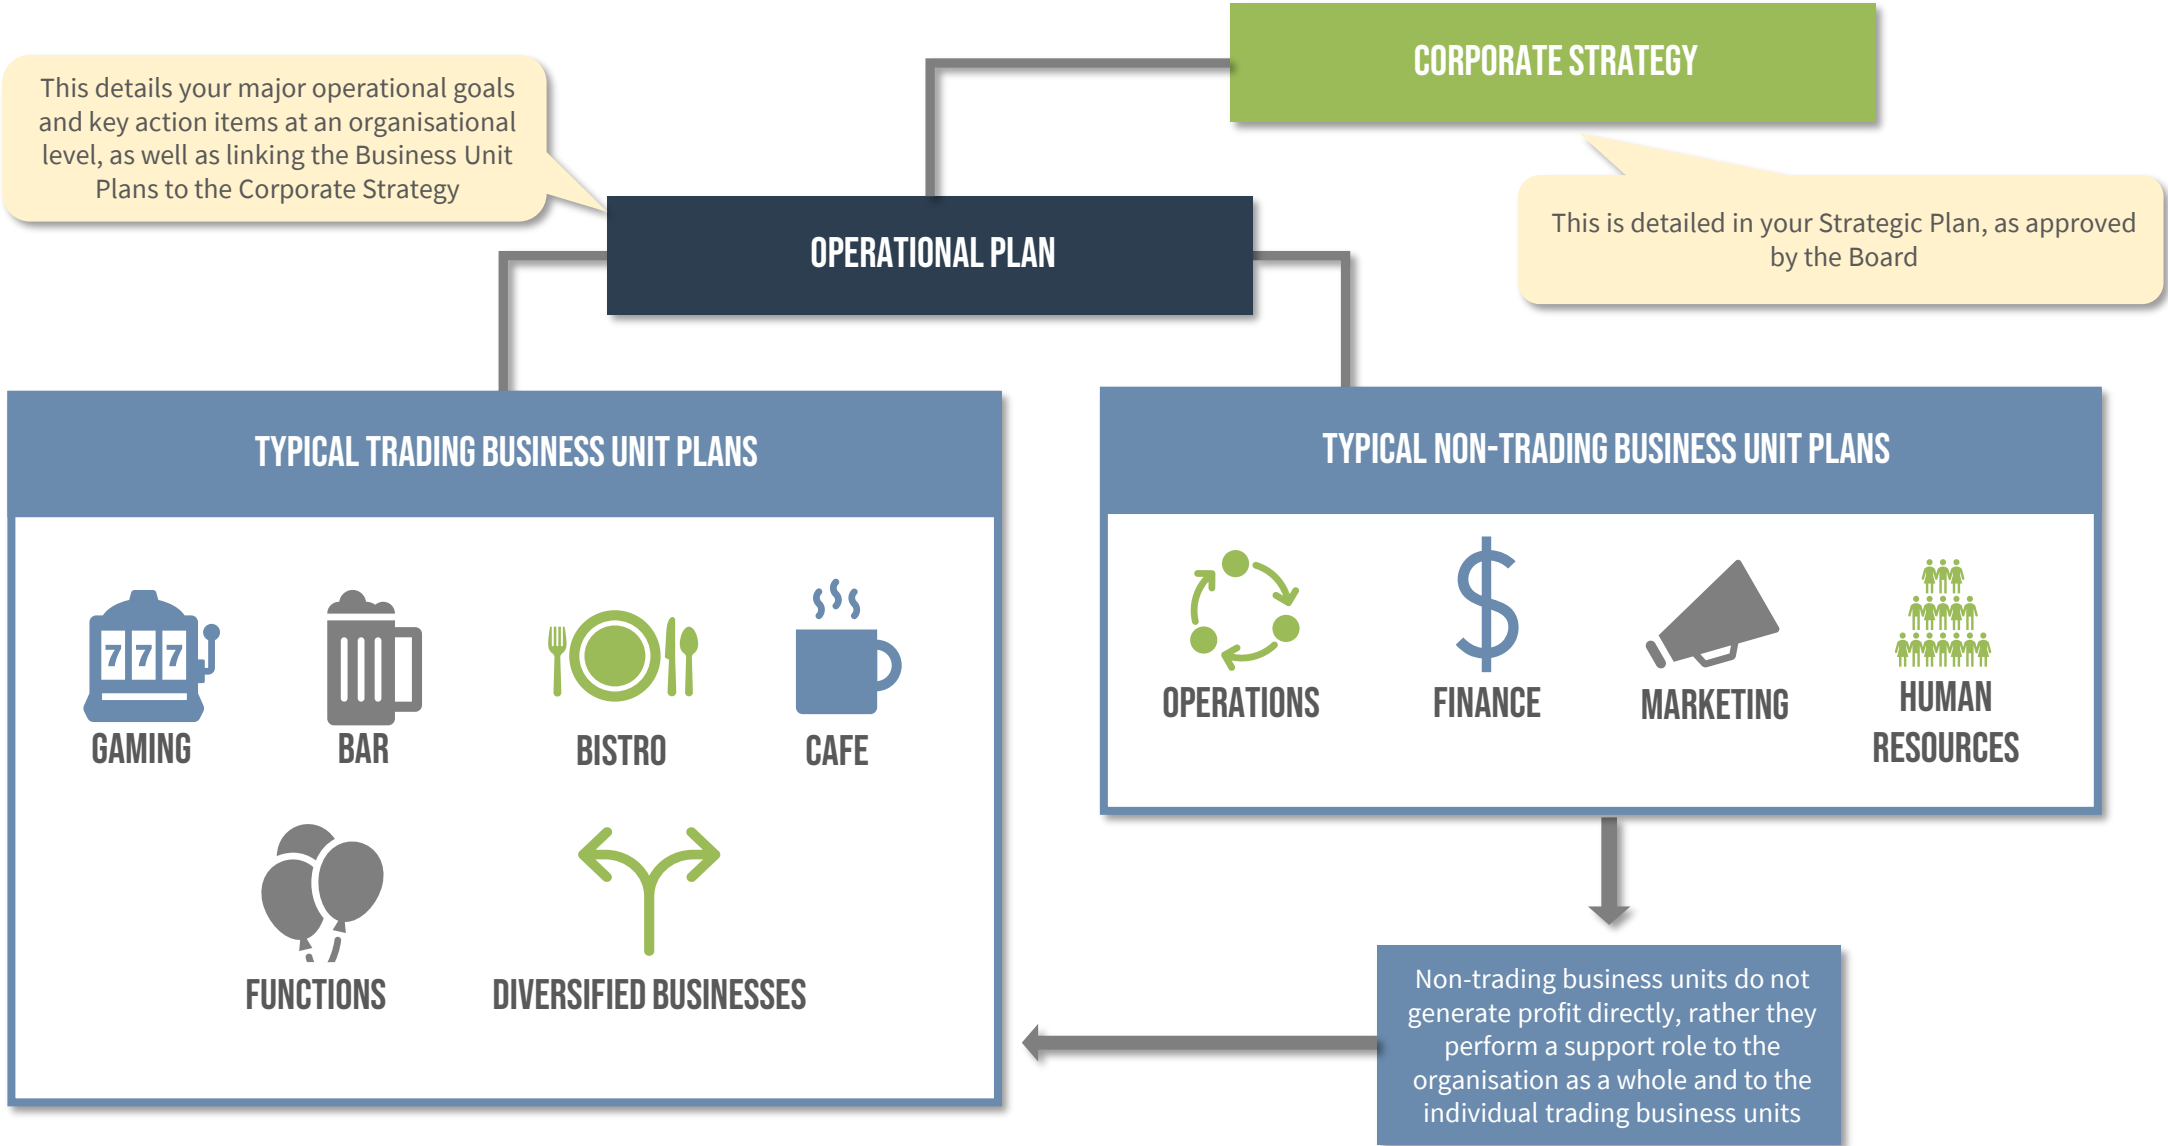 CORPORATE STRATEGY
This details your major operational goals
and key action items at an organisational
level, as well as linking the Business Unit
Plans to the Corporate Strategy
This is detailed in your Strategic Plan, as approved
by the Board
OPERATIONAL PLAN
TYPICAL TRADING BUSINESS UNIT PLANS
777
GAMING
BAR
BISTRO
CAFE
FUNCTIONS
DIVERSIFIED BUSINESSES
TYPICAL NON-TRADING BUSINESS UNIT PLANS
$
OPERATIONS
FINANCE
MARKETING
HUMAN
RESOURCES
Non-trading business units do not
generate profit directly, rather they
perform a support role to the
organisation as a whole and to the
individual trading business units